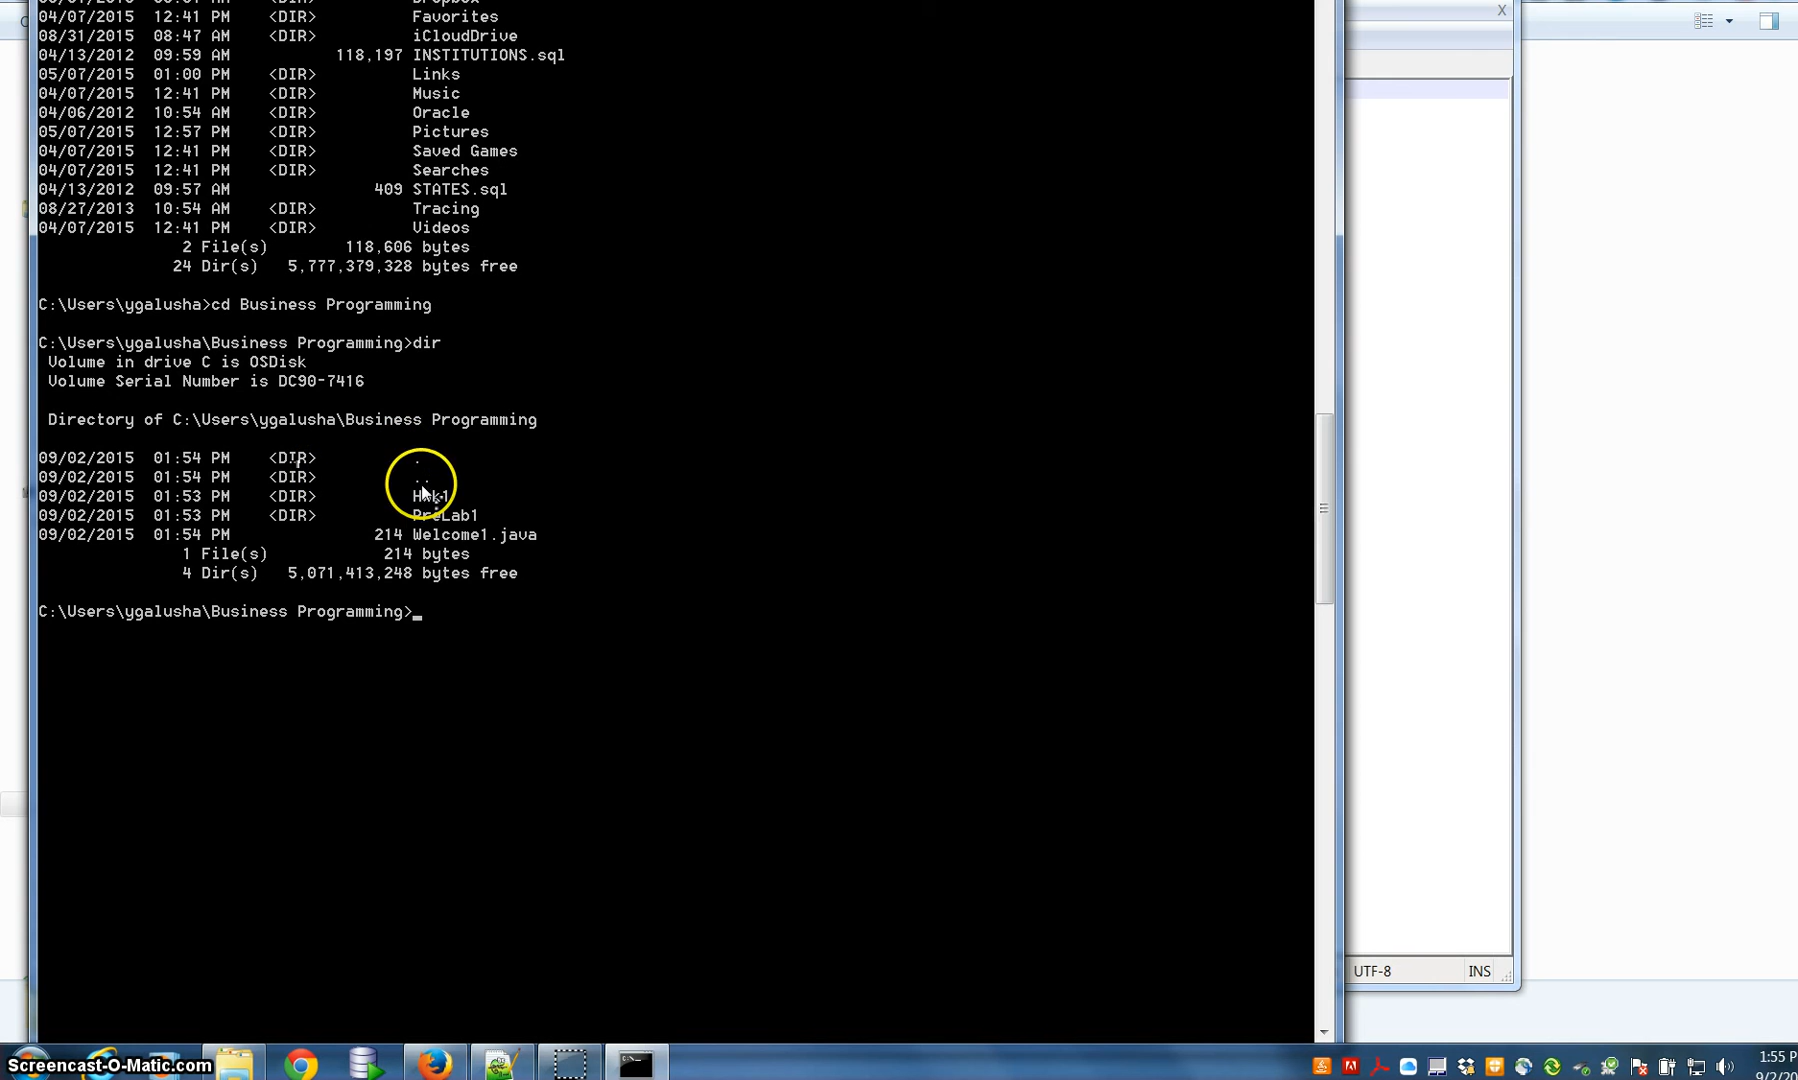 04/07/2015  12:41 PM    <DIR>          Favorites
08/31/2015  08:47 AM    <DIR>          iCloudDrive
04/13/2012  09:59 AM           118,197 INSTITUTIONS.sql
05/07/2015  01:00 PM    <DIR>          Links
04/07/2015  12:41 PM    <DIR>          Music
04/06/2012  10:54 AM    <DIR>          Oracle
05/07/2015  12:57 PM    <DIR>          Pictures
04/07/2015  12:41 PM    <DIR>          Saved Games
04/07/2015  12:41 PM    <DIR>          Searches
04/13/2012  09:57 AM               409 STATES.sql
08/27/2013  10:54 AM    <DIR>          Tracing
04/07/2015  12:41 PM    <DIR>          Videos
2 File(s)        118,606 bytes
24 Dir(s)   5,777,379,328 bytes free
C:\Users\ygalusha>cd Business Programming
C:\Users\ygalusha\Business Programming>dir
Volume in drive C is OSDisk
Volume Serial Number is DC90-7416
Directory of C:\Users\ygalusha\Business Programming
09/02/2015  01:54 PM    <DIR>          .
09/02/2015  01:54 PM    <DIR>          ..
09/02/2015  01:53 PM    <DIR>
09/02/2015  01:53 PM    <DIR>          PreLab1
09/02/2015  01:54 PM               214 Welcome1.java
1 File(s)            214 bytes
4 Dir(s)   5,071,413,248 bytes free
C:\Users\ygalusha\Business Programming>_
UTF-8 INS
Screencast-O-Matic.com
1:55 P